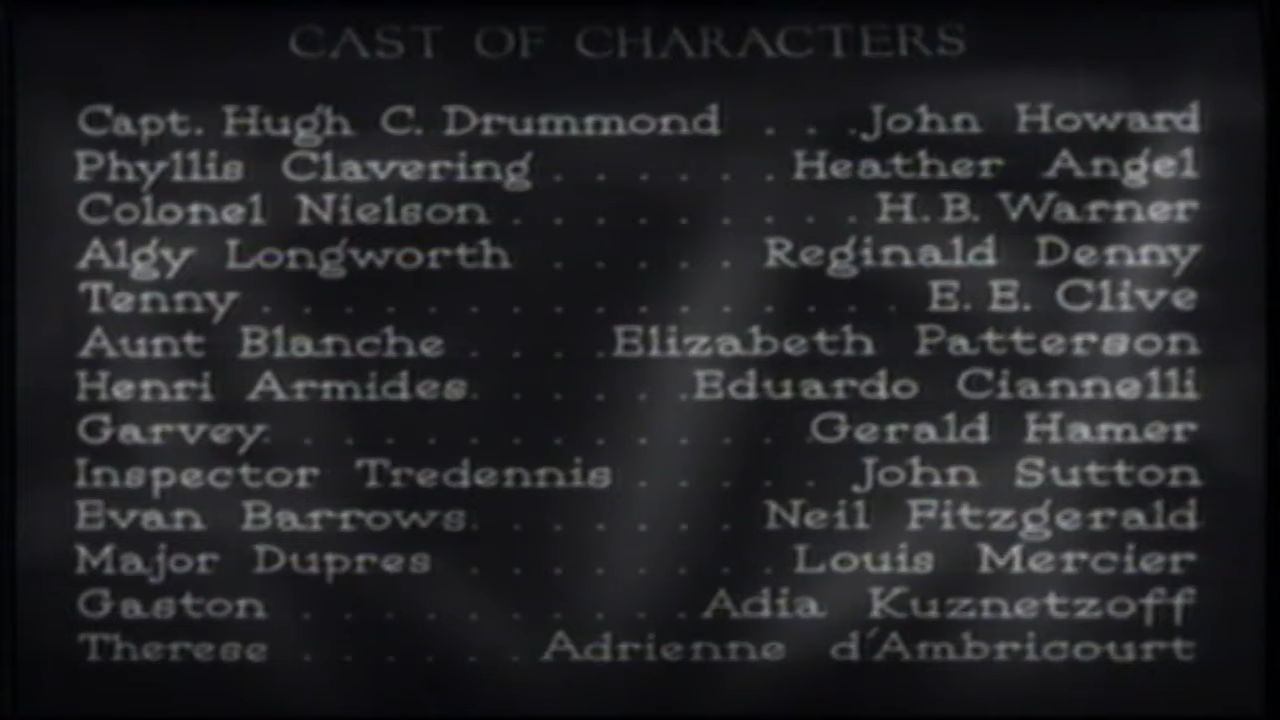 CAST OF CHARACTERS
Capt. Hugh C. Drummond . . . John Howard
Phyllis Clavering . . . . . . Heather Angel
Colonel Nielson . . . . . . . . . H.B. Warner
Algy Longworth . . . . . Reginald Denny
Tenny . . . . . . . . . . . . . . . . E. E. Clive
Aunt Blanche . . . . Elizabeth Patterson
Henri Armides. . . . . . Eduardo Ciannelli
Garvey. . . . . . . . . . . . . . Gerald Hamer
Inspector Tredennis . . . . . John Sutton
Evan Barrows. . . . . . . Neil Fitzgerald
Major Dupres . . . . . . . . Louis Mercier
Gaston . . . . . . . . . . Adia Kuznetzoff
Therese . . . . . . Adrienne d'Ambricourt